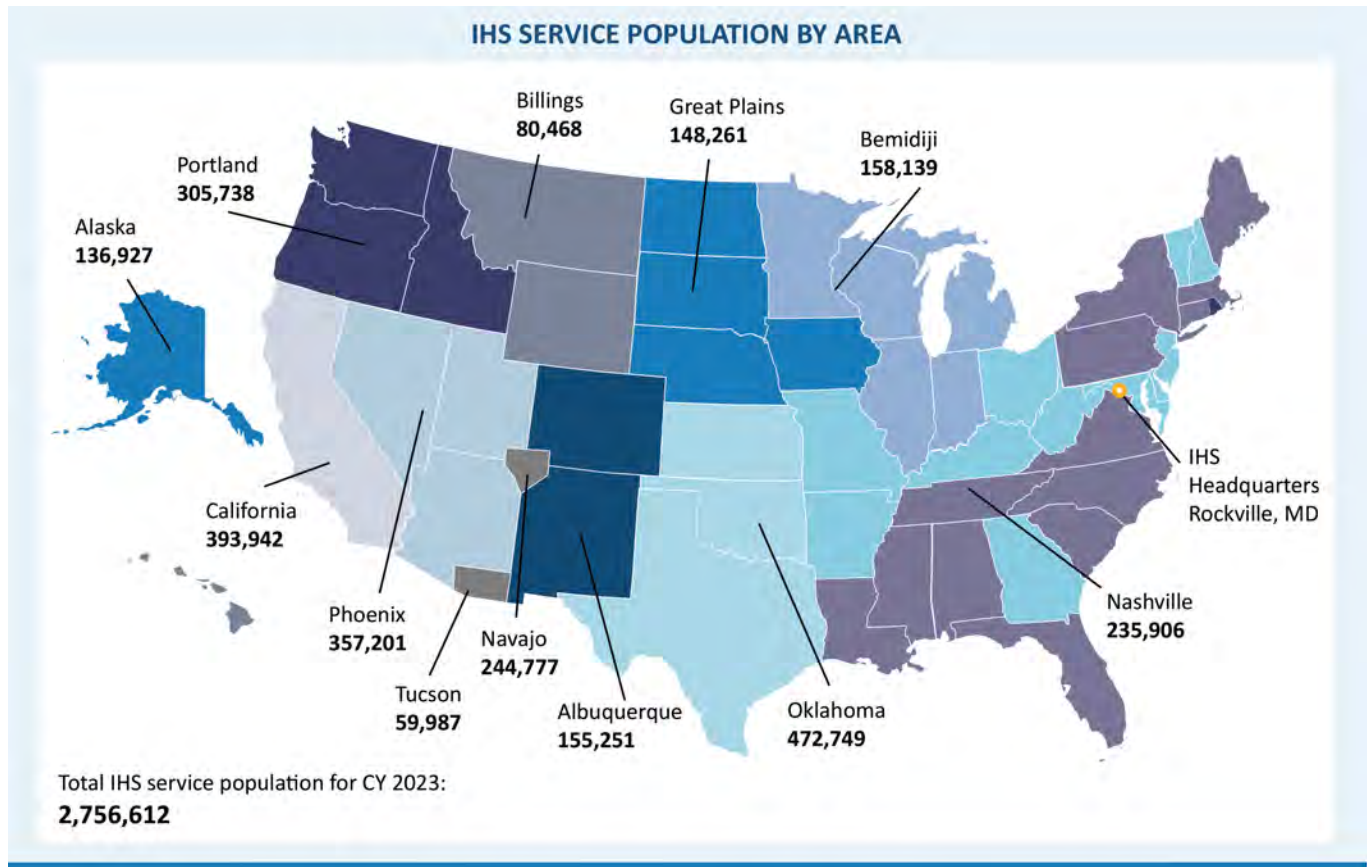 IHS SERVICE POPULATION BY AREA
Billings
80,468
Great Plains
148,261
Bemidiji
158,139
Portland
305,738
Alaska
136,927
California
393,942
Phoenix
357,201
Tucson
59,987
Navajo
244,777
Albuquerque
155,251
Oklahoma
472,749
Nashville
235,906
IHS
Headquarters
Rockville, MD
Total IHS service population for CY 2023:
2,756,612